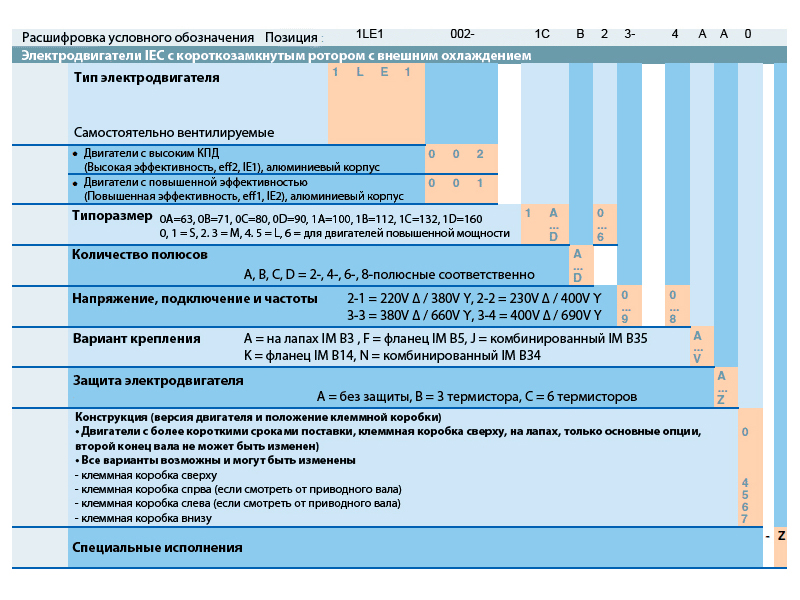 Расшифровка условного обозначения Позиция : 1LE1 002- 1C B 2 3- 4 A A 0
Электродвигатели IEC с короткозамкнутым ротором с внешним охлаждением
Тип электродвигателя 1 L E 1
Самостоятельно вентилируемые
• Двигатели с высоким КПД 0 0 2
(Высокая эффективность, eff2, IE1), алюминиевый корпус
• Двигатели с повышенной эффективностью 0 0 1
(Повышенная эффективность, eff1, IE2), алюминиевый корпус
Типоразмер 0A=63, 0B=71, 0C=80, 0D=90, 1A=100, 1B=112, 1C=132, 1D=160 1 A ... D 0 ... 6
0, 1 = S, 2. 3 = M, 4. 5 = L, 6 = для двигателей повышенной мощности
Количество полюсов A ... D
A, B, C, D = 2-, 4-, 6-, 8-полюсные соответственно
Напряжение, подключение и частоты 2-1 = 220V Δ / 380V Y, 2-2 = 230V Δ / 400V Y 0 ... 9 0 ... 8
3-3 = 380V Δ / 660V Y, 3-4 = 400V Δ / 690V Y
Вариант крепления A = на лапах IM B3 , F = фланец IM B5, J = комбинированный IM B35 A ... V
K = фланец IM B14, N = комбинированный IM B34
Защита электродвигателя A ... Z
A = без защиты, B = 3 термистора, C = 6 термисторов
Конструкция (версия двигателя и положение клеммной коробки)
• Двигатели с более короткими сроками поставки, клеммная коробка сверху, на лапах, только основные опции, 0
второй конец вала не может быть изменен)
• Все варианты возможны и могут быть изменены
- клеммная коробка сверху 4
- клеммная коробка спрва (если смотреть от приводного вала) 5
- клеммная коробка слева (если смотреть от приводного вала) 6
- клеммная коробка внизу 7
Специальные исполнения - Z